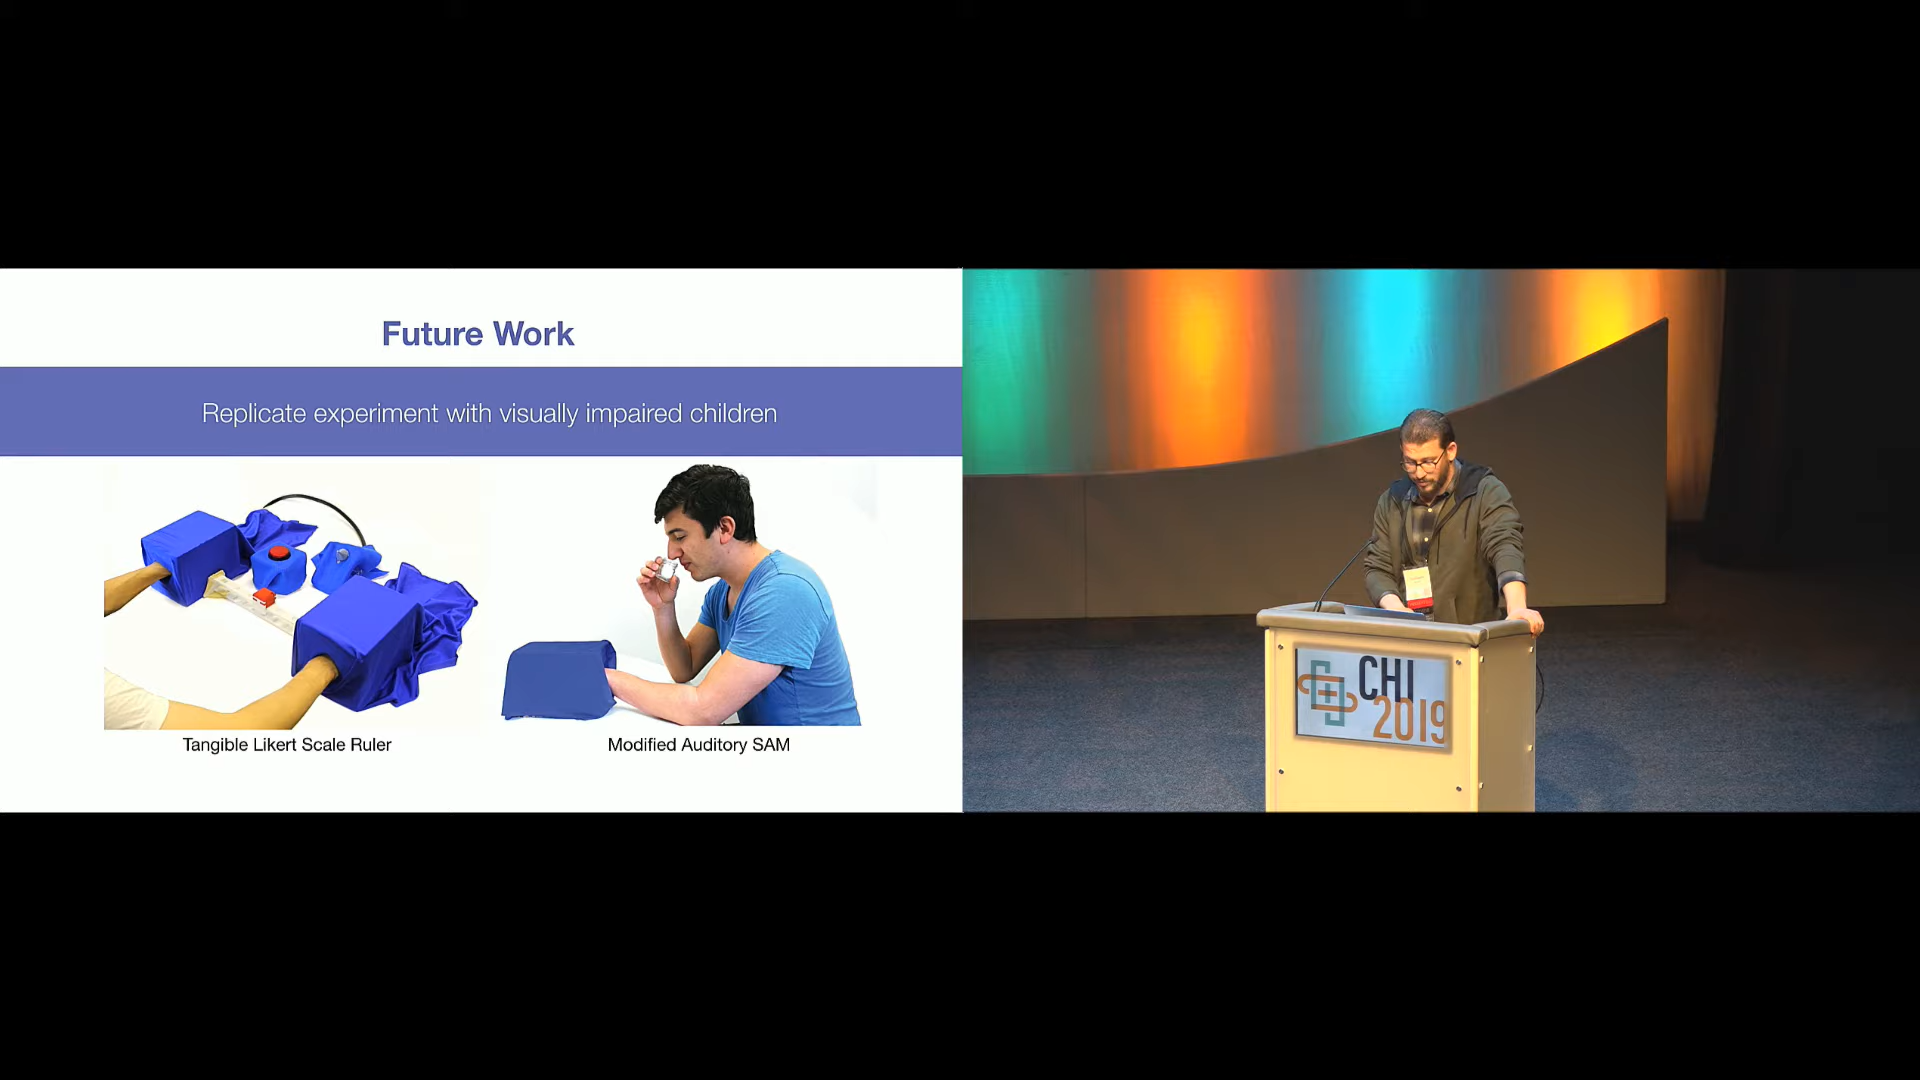 Future Work
Replicate experiment with visually impaired children
Tangible Likert Scale Ruler
Modified Auditory SAM
CHI
2019